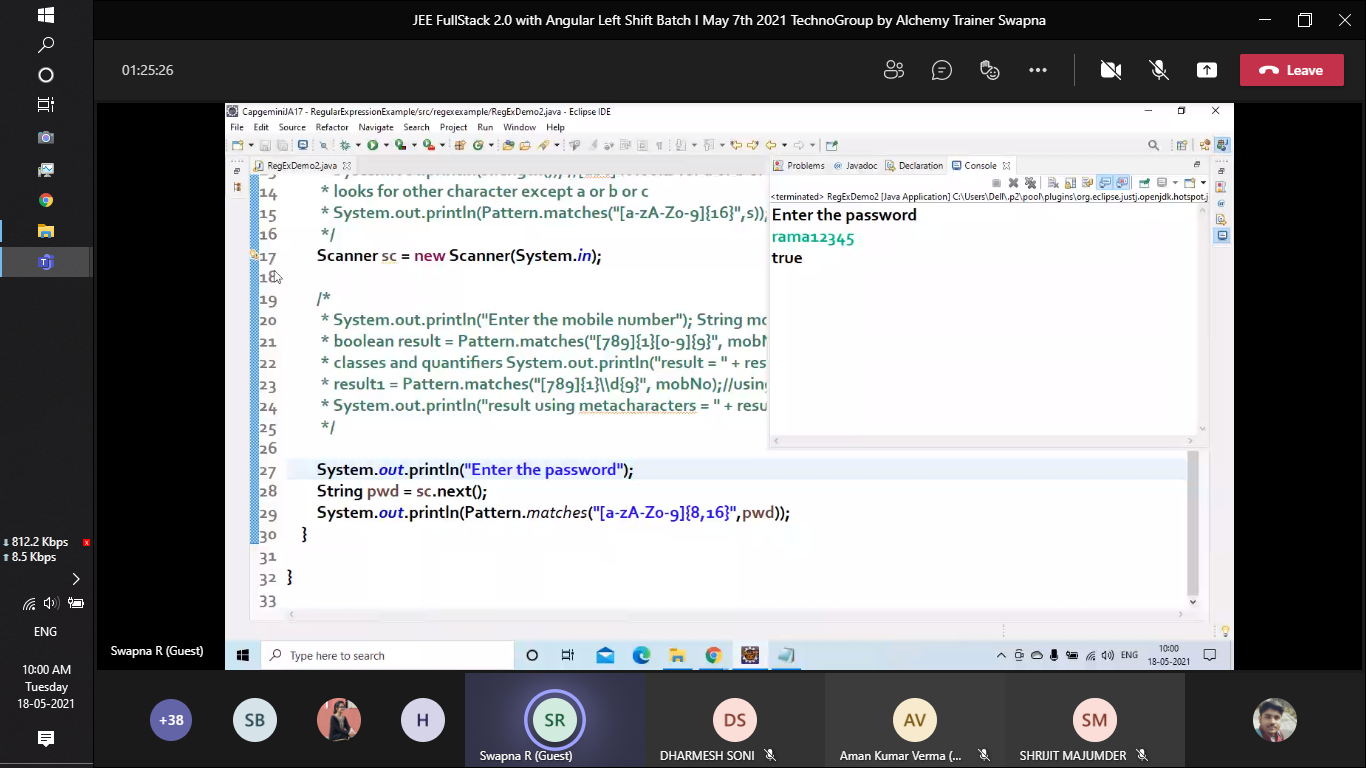 JEE FullStack 2.0 with Angular Left Shift Batch I May 7th 2021 TechnoGroup by Alchemy Trainer Swapna
01:25:26
Leave
CapgeminiJA17 - RegularExpressionExample/src/regexexample/RegExDemo2.java - Eclipse IDE
File Edit Source Refactor Navigate Search Project Run Window Help
RegExDemo2.java
Problems Javadoc Declaration Console
<terminated> RegExDemo2 [Java Application] C:\Users\Dell\.p2\pool\plugins\org.eclipse.justj.openjdk.hotspot.j
Enter the password
rama12345
true
14 * looks for other character except a or b or c
15 * System.out.println(Pattern.matches("[a-zA-Z0-9]{16}",s));
16 */
17 Scanner sc = new Scanner(System.in);
18
19 /*
20 * System.out.println("Enter the mobile number"); String mo
21 * boolean result = Pattern.matches("[789]{1}[0-9]{9}", mobN
22 * classes and quantifiers System.out.println("result = " + res
23 * result1 = Pattern.matches("[789]{1}\\d{9}", mobNo);//using
24 * System.out.println("result using metacharacters = " + resu
25 */
26
27 System.out.println("Enter the password");
28 String pwd = sc.next();
29 System.out.println(Pattern.matches("[a-zA-Z0-9]{8,16}",pwd));
30 }
31
32 }
33
Type here to search
ENG
10:00
18-05-2021
812.2 Kbps
8.5 Kbps
ENG
10:00 AM
Tuesday
18-05-2021
Swapna R (Guest)
+38
SB
H
SR
Swapna R (Guest)
DS
DHARMESH SONI
AV
Aman Kumar Verma (...
SM
SHRIJIT MAJUMDER